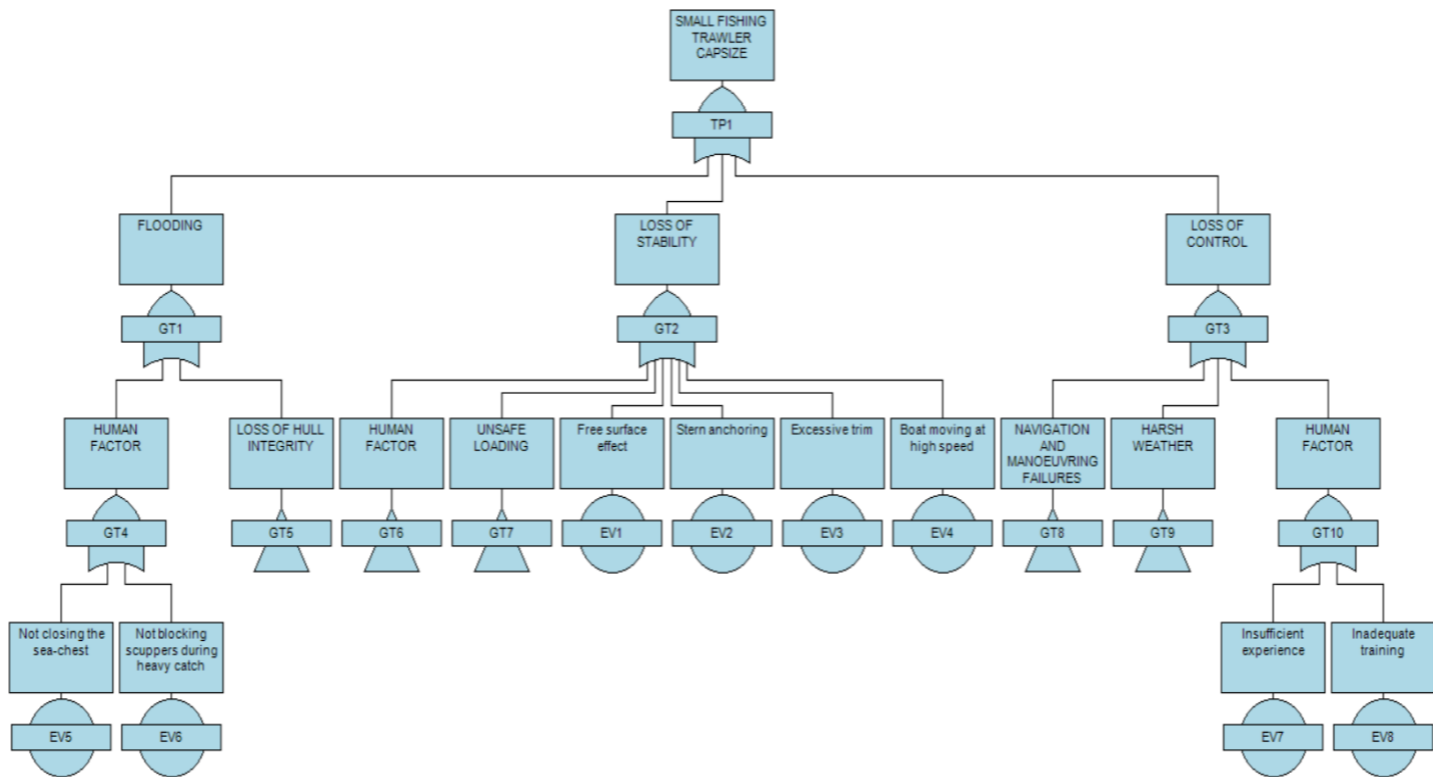 SMALL FISHING
TRAWLER
CAPSIZE
TP1
FLOODING
LOSS OF
STABILITY
LOSS OF
CONTROL
GT1
GT2
GT3
HUMAN
FACTOR
LOSS OF HULL
INTEGRITY
HUMAN
FACTOR
UNSAFE
LOADING
Free surface
effect
Stern anchoring
Excessive trim
Boat moving at
high speed
NAVIGATION
AND
MANOEUVRING
FAILURES
HARSH
WEATHER
HUMAN
FACTOR
GT4
GT5
GT6
GT7
EV1
EV2
EV3
EV4
GT8
GT9
GT10
Not closing the
sea-chest
Not blocking
scuppers during
heavy catch
Insufficient
experience
Inadequate
training
EV5
EV6
EV7
EV8